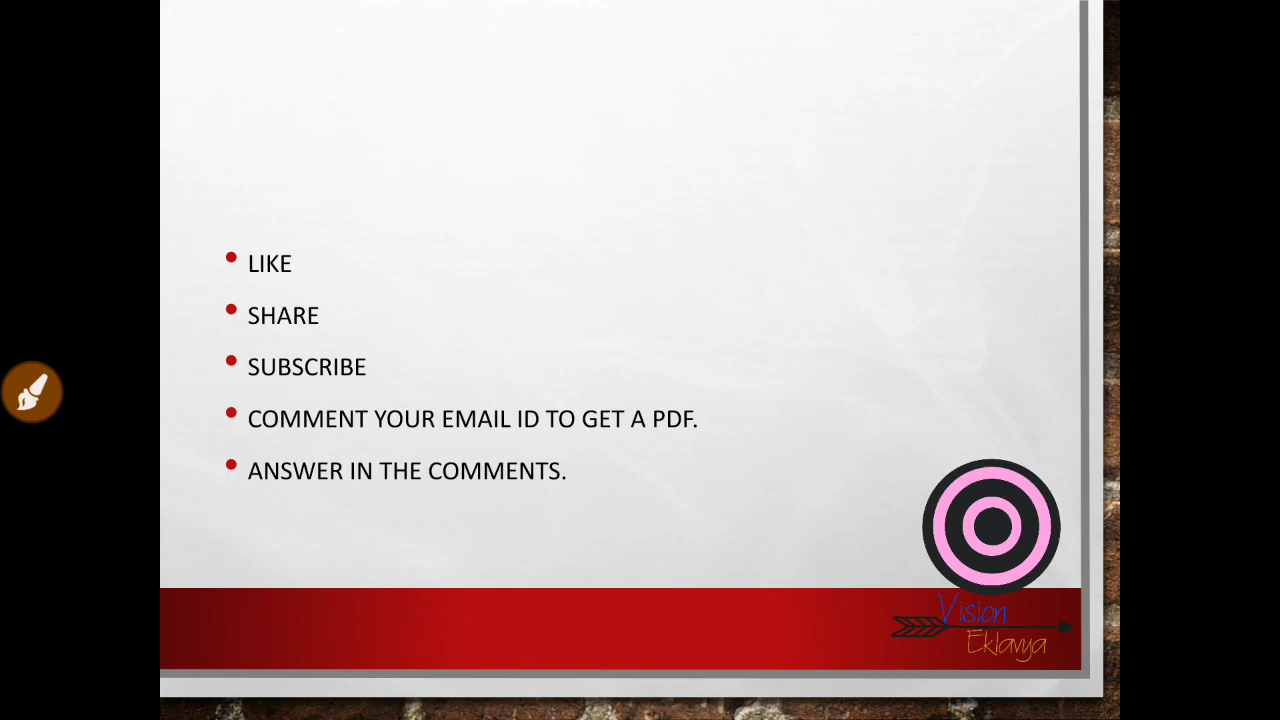 LIKE
SHARE
SUBSCRIBE
COMMENT YOUR EMAIL ID TO GET A PDF.
ANSWER IN THE COMMENTS.
Vision
Eklavya